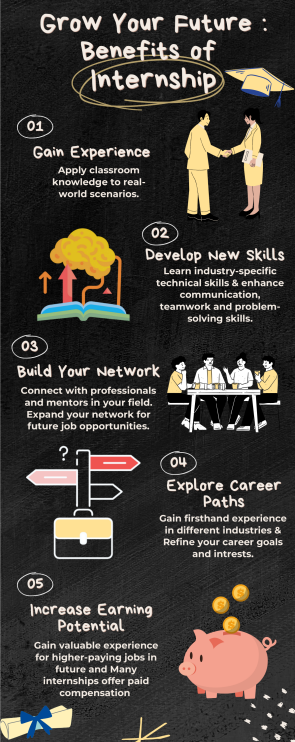 Grow Your Future :
Benefits of
Internship
01
Gain Experience
Apply classroom
knowledge to real-
world scenarios.
02
Develop New Skills
Learn industry-specific
technical skills & enhance
communication,
teamwork and problem-
solving skills.
03
Build Your Network
Connect with professionals
and mentors in your field.
Expand your network for
future job opportunities.
?
04
Explore Career
Paths
Gain firsthand experience
in different industries &
Refine your career goals
and intrests.
05
Increase Earning
Potential
Gain valuable experience
for higher-paying jobs in
future and Many
internships offer paid
compensation